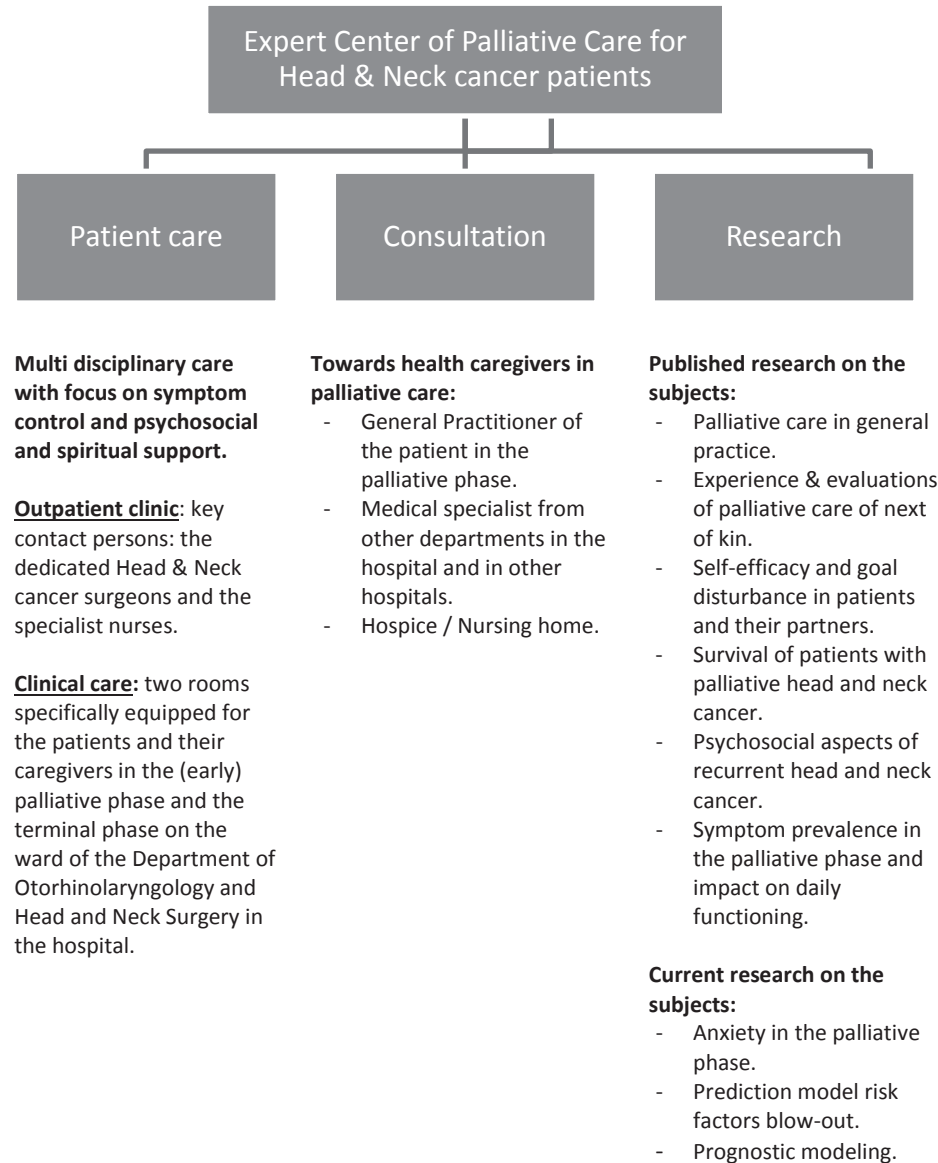 Expert Center of Palliative Care for
Head & Neck cancer patients
Patient care
Consultation
Research
Multi disciplinary care
with focus on symptom
control and psychosocial
and spiritual support.
Outpatient clinic: key
contact persons: the
dedicated Head & Neck
cancer surgeons and the
specialist nurses.
Clinical care: two rooms
specifically equipped for
the patients and their
caregivers in the (early)
palliative phase and the
terminal phase on the
ward of the Department of
Otorhinolaryngology and
Head and Neck Surgery in
the hospital.
Towards health caregivers in
palliative care:
- General Practitioner of
the patient in the
palliative phase.
- Medical specialist from
other departments in the
hospital and in other
hospitals.
- Hospice / Nursing home.
Published research on the
subjects:
- Palliative care in general
practice.
- Experience & evaluations
of palliative care of next
of kin.
- Self-efficacy and goal
disturbance in patients
and their partners.
- Survival of patients with
palliative head and neck
cancer.
- Psychosocial aspects of
recurrent head and neck
cancer.
- Symptom prevalence in
the palliative phase and
impact on daily
functioning.
Current research on the
subjects:
- Anxiety in the palliative
phase.
- Prediction model risk
factors blow-out.
- Prognostic modeling.